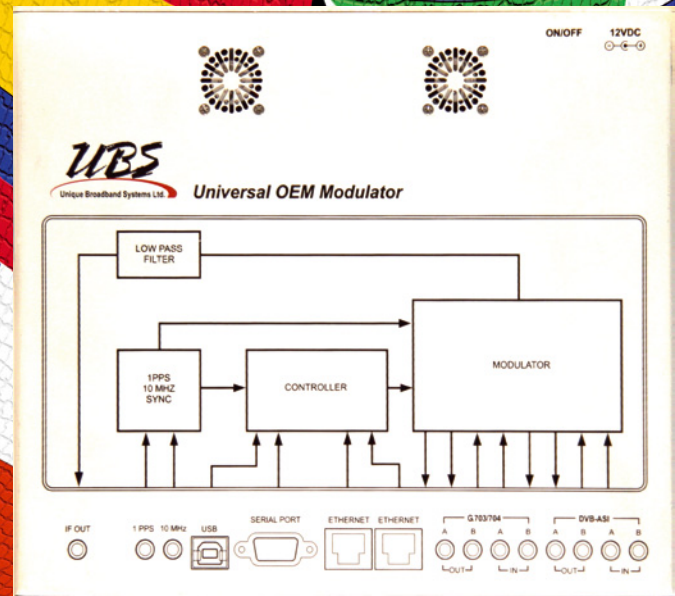 ON/OFF 12VDC
UBS
Unique Broadband Systems Ltd.
Universal OEM Modulator
LOW PASS
FILTER
1PPS
10 MHZ
SYNC
CONTROLLER
MODULATOR
IF OUT
1 PPS 10 MHz USB
SERIAL PORT
ETHERNET ETHERNET
G703/704
A B A B
OUT IN
DVB-ASI
A B A B
OUT IN